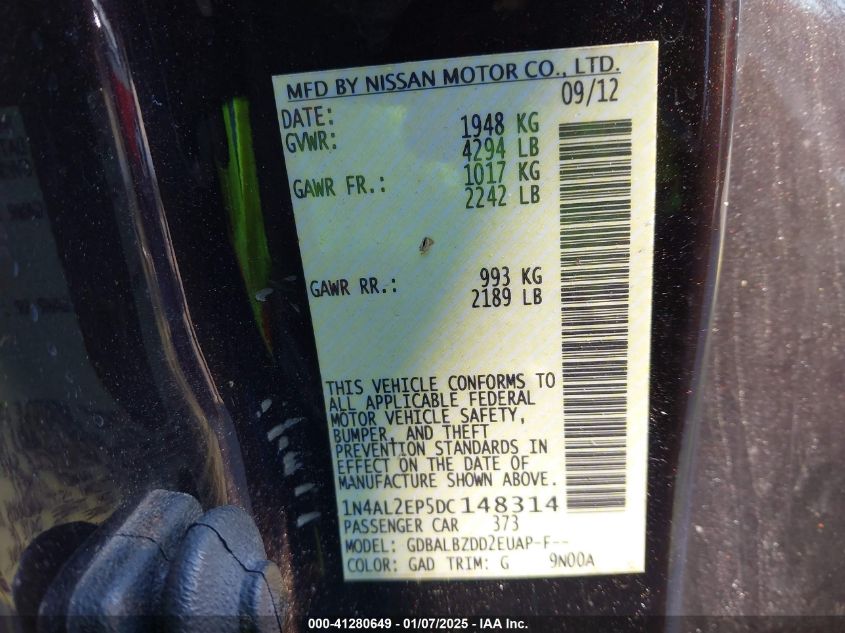 MFD BY NISSAN MOTOR CO., LTD.
DATE: 09/12
GVWR: 1948 KG
4294 LB
GAWR FR.: 1017 KG
2242 LB
GAWR RR.: 993 KG
2189 LB
THIS VEHICLE CONFORMS TO
ALL APPLICABLE FEDERAL
MOTOR VEHICLE SAFETY,
BUMPER, AND THEFT
PREVENTION STANDARDS IN
EFFECT ON THE DATE OF
MANUFACTURE SHOWN ABOVE.
1N4AL2EP5DC148314
PASSENGER CAR 373
MODEL: GDBALBZDD2EUAP-F--
COLOR: GAD TRIM: G 9N00A
000-41280649 - 01/07/2025 - IAA Inc.